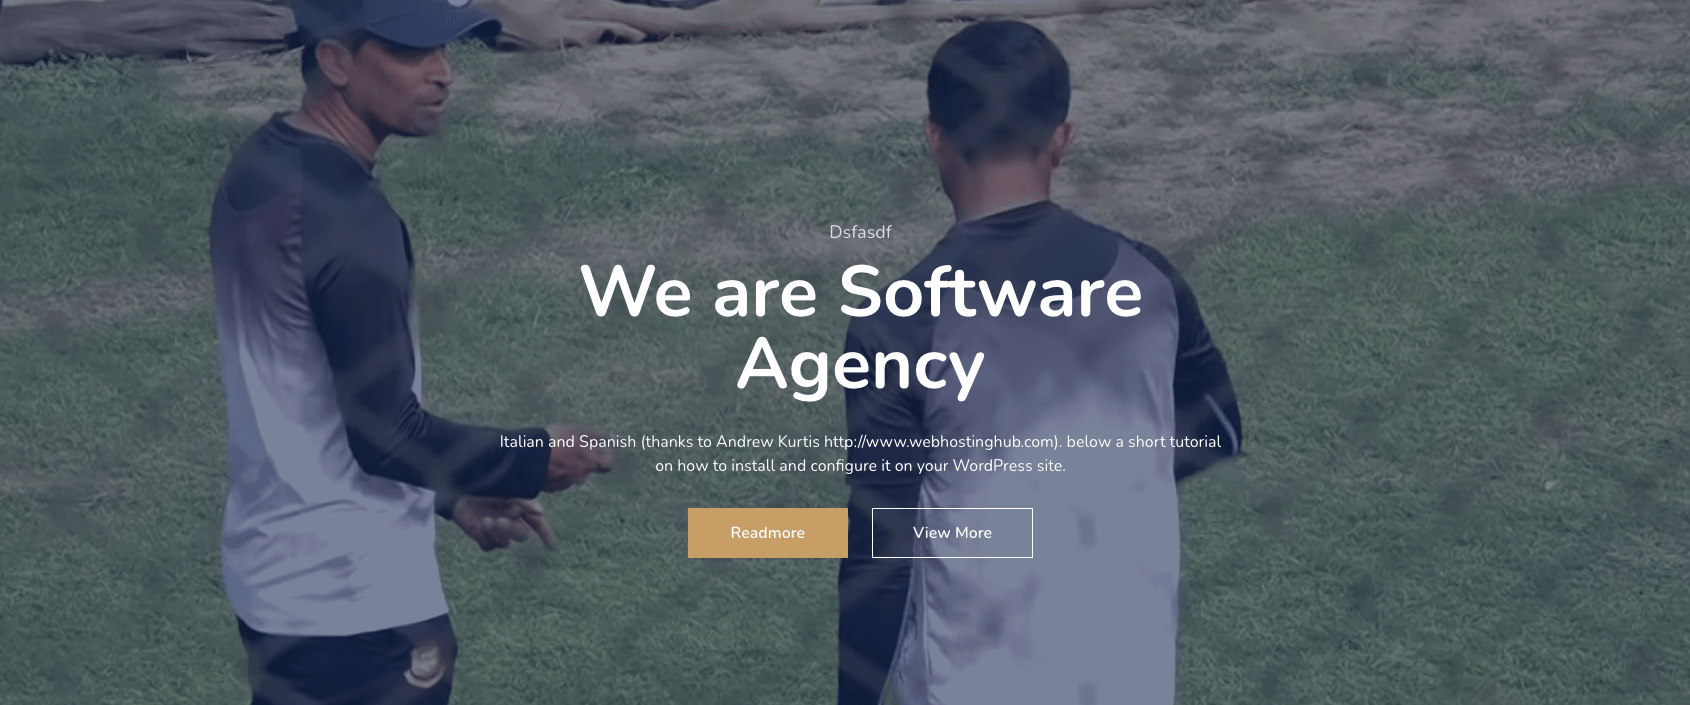 Dsfasdf
We are Software
Agency
Italian and Spanish (thanks to Andrew Kurtis http://www.webhostinghub.com). below a short tutorial
on how to install and configure it on your WordPress site.
Readmore
View More